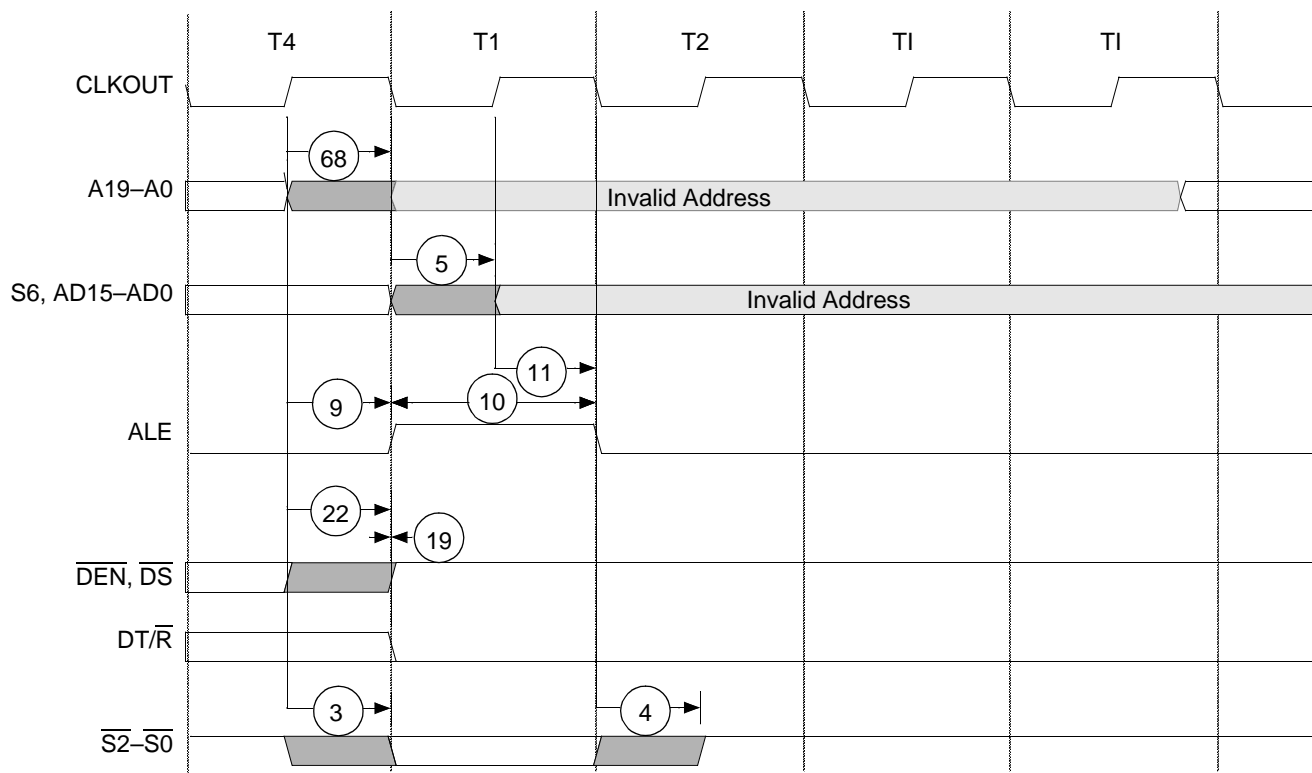 T4 T1 T2 TI TI
CLKOUT
68
A19–A0 Invalid Address
5
S6, AD15–AD0 Invalid Address
11
9 10
ALE
22
19
DEN, DS
DT/R
3 4
S2–S0